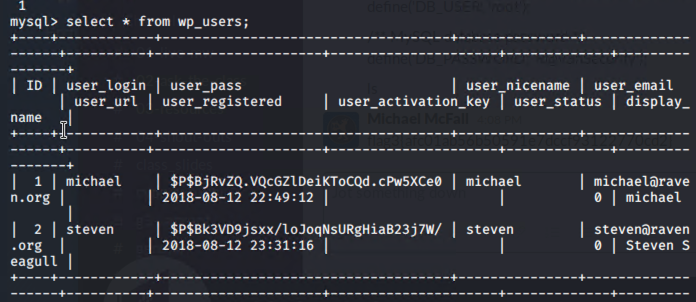 1
mysql> select * from wp_users;
+----+------------+------------------------------------+---------------+-------------
------+----------+---------------------+---------------------+-------------+---------
-------+
| ID | user_login | user_pass | user_nicename | user_email
| user_url | user_registered | user_activation_key | user_status | display_
name |
+----+------------+------------------------------------+---------------+-------------
------+----------+---------------------+---------------------+-------------+---------
-------+
| 1 | michael | $P$BjRvZQ.VQcGZlDeiKToCQd.cPw5XCe0 | michael | michael@rave
n.org | | 2018-08-12 22:49:12 | | 0 | michael
|
| 2 | steven | $P$Bk3VD9jsxx/loJoqNsURgHiaB23j7W/ | steven | steven@raven
.org | | 2018-08-12 23:31:16 | | 0 | Steven S
eagull |
+----+------------+------------------------------------+---------------+-------------
------+----------+---------------------+---------------------+-------------+---------
Michael McFall